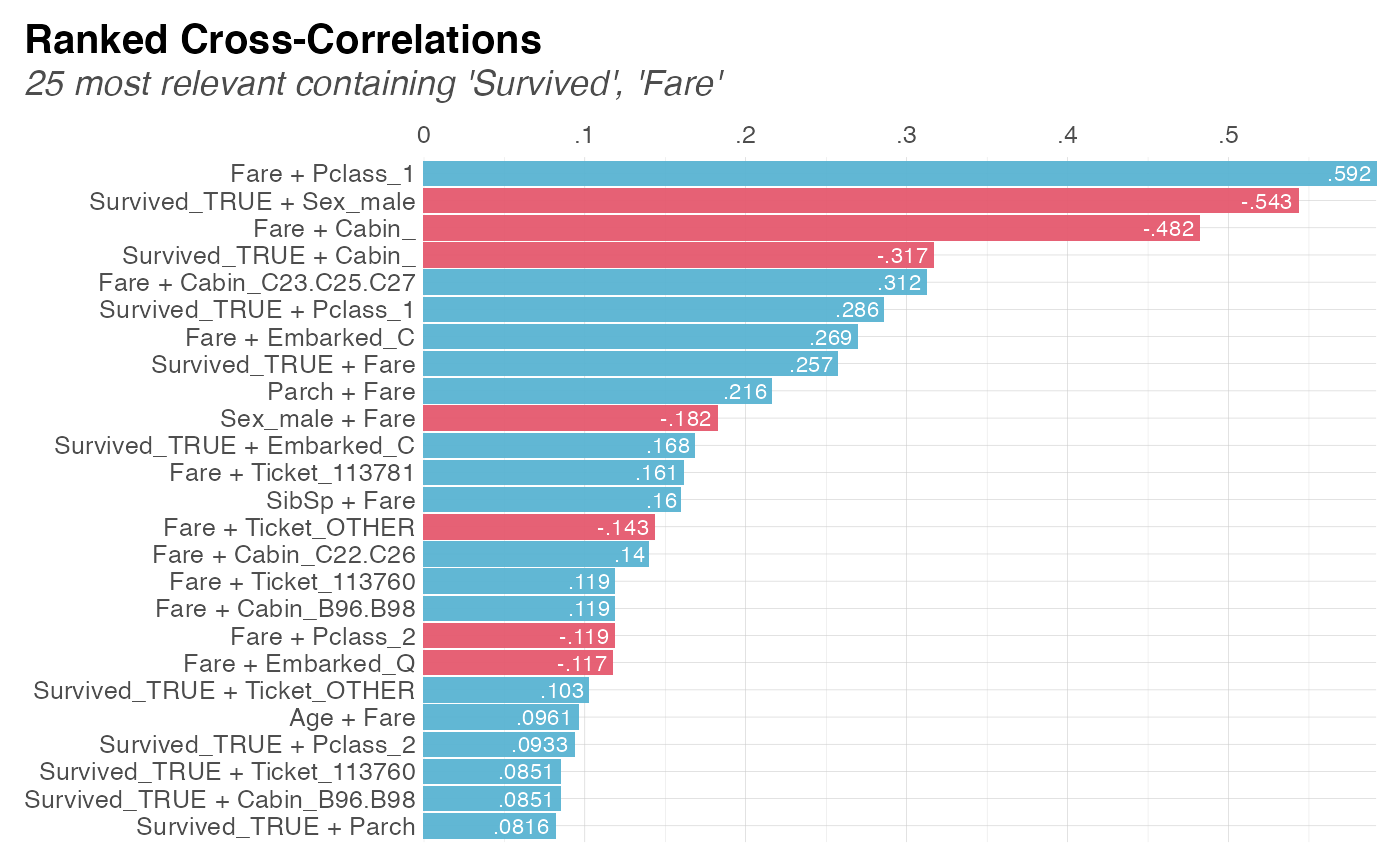 Ranked Cross-Correlations
25 most relevant containing 'Survived', 'Fare'
0 .1 .2 .3 .4 .5
Fare + Pclass_1 .592
Survived_TRUE + Sex_male -.543
Fare + Cabin_ -.482
Survived_TRUE + Cabin_ -.317
Fare + Cabin_C23.C25.C27 .312
Survived_TRUE + Pclass_1 .286
Fare + Embarked_C .269
Survived_TRUE + Fare .257
Parch + Fare .216
Sex_male + Fare -.182
Survived_TRUE + Embarked_C .168
Fare + Ticket_113781 .161
SibSp + Fare .16
Fare + Ticket_OTHER -.143
Fare + Cabin_C22.C26 .14
Fare + Ticket_113760 .119
Fare + Cabin_B96.B98 .119
Fare + Pclass_2 -.119
Fare + Embarked_Q -.117
Survived_TRUE + Ticket_OTHER .103
Age + Fare .0961
Survived_TRUE + Pclass_2 .0933
Survived_TRUE + Ticket_113760 .0851
Survived_TRUE + Cabin_B96.B98 .0851
Survived_TRUE + Parch .0816